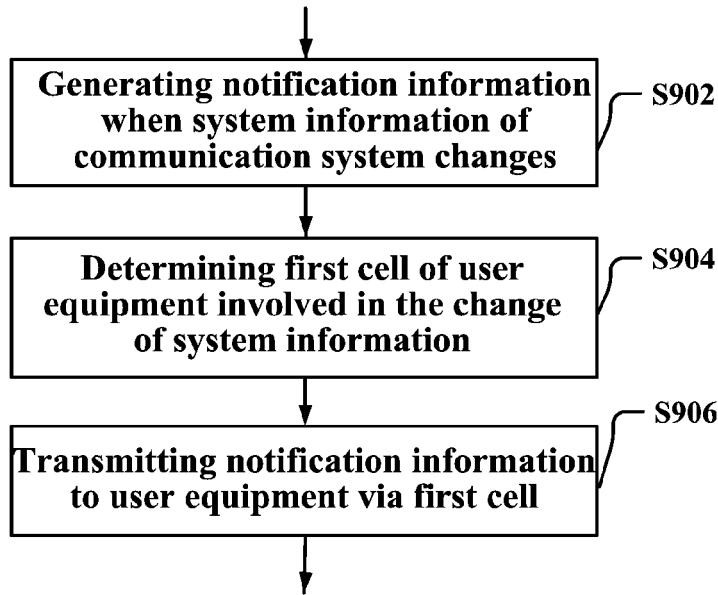 Generating notification information
when system information of
communication system changes
S902
Determining first cell of user
equipment involved in the change
of system information
S904
Transmitting notification information
to user equipment via first cell
S906